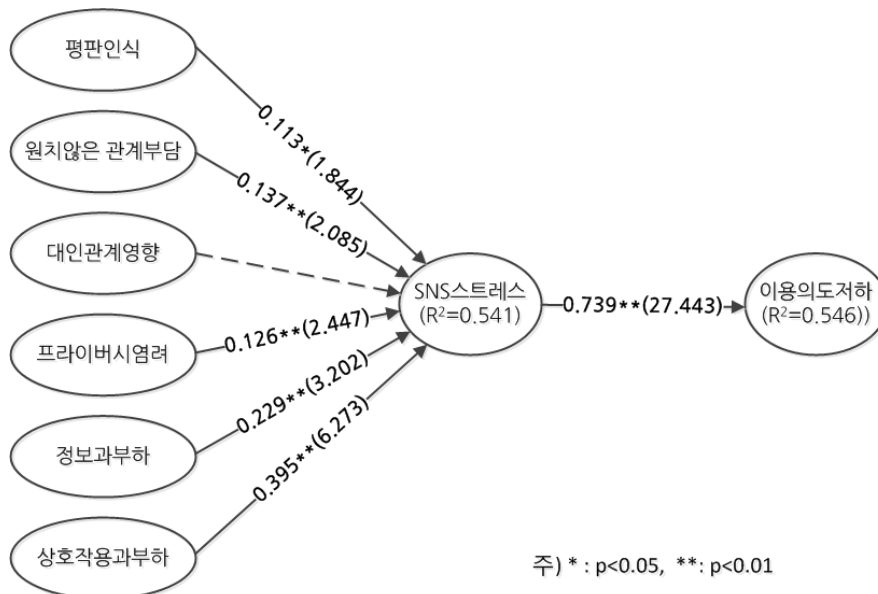 평판인식
0.113*(1.844)
원치않은 관계부담
0.137**(2.085)
대인관계영향
SNS스트레스
(R²=0.541)
0.739**(27.443)
이용의도저하
(R²=0.546))
프라이버시염려
0.126**(2.447)
정보과부하
0.229**(3.202)
상호작용과부하
0.395**(6.273)
주) * : p<0.05, **: p<0.01